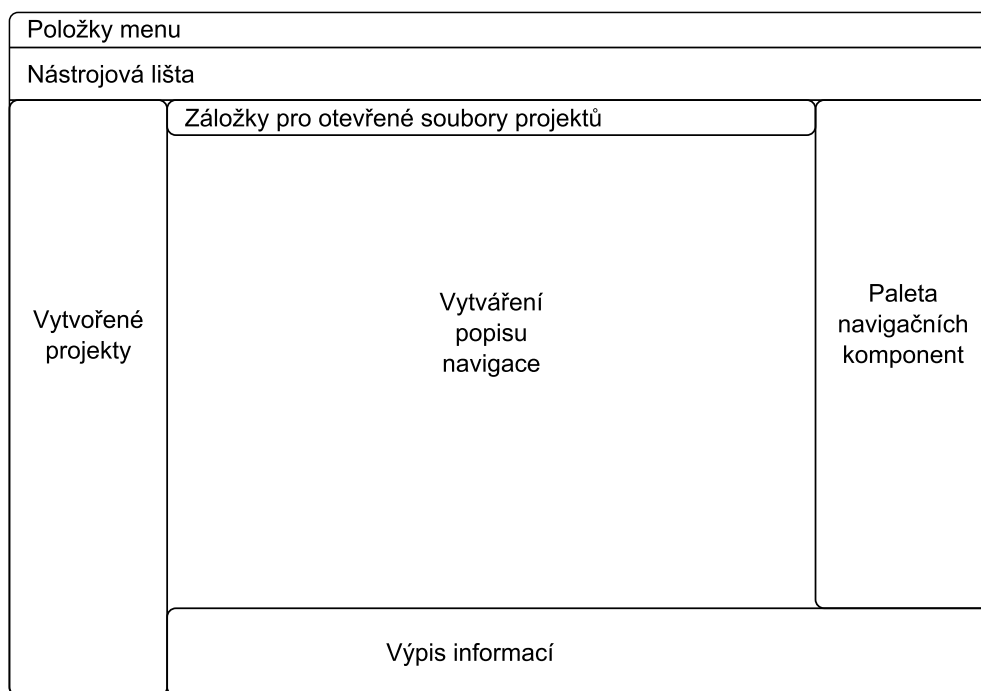 Položky menu
Nástrojová lišta
Záložky pro otevřené soubory projektů
Vytvořené
projekty
Vytváření
popisu
navigace
Paleta
navigačních
komponent
Výpis informací